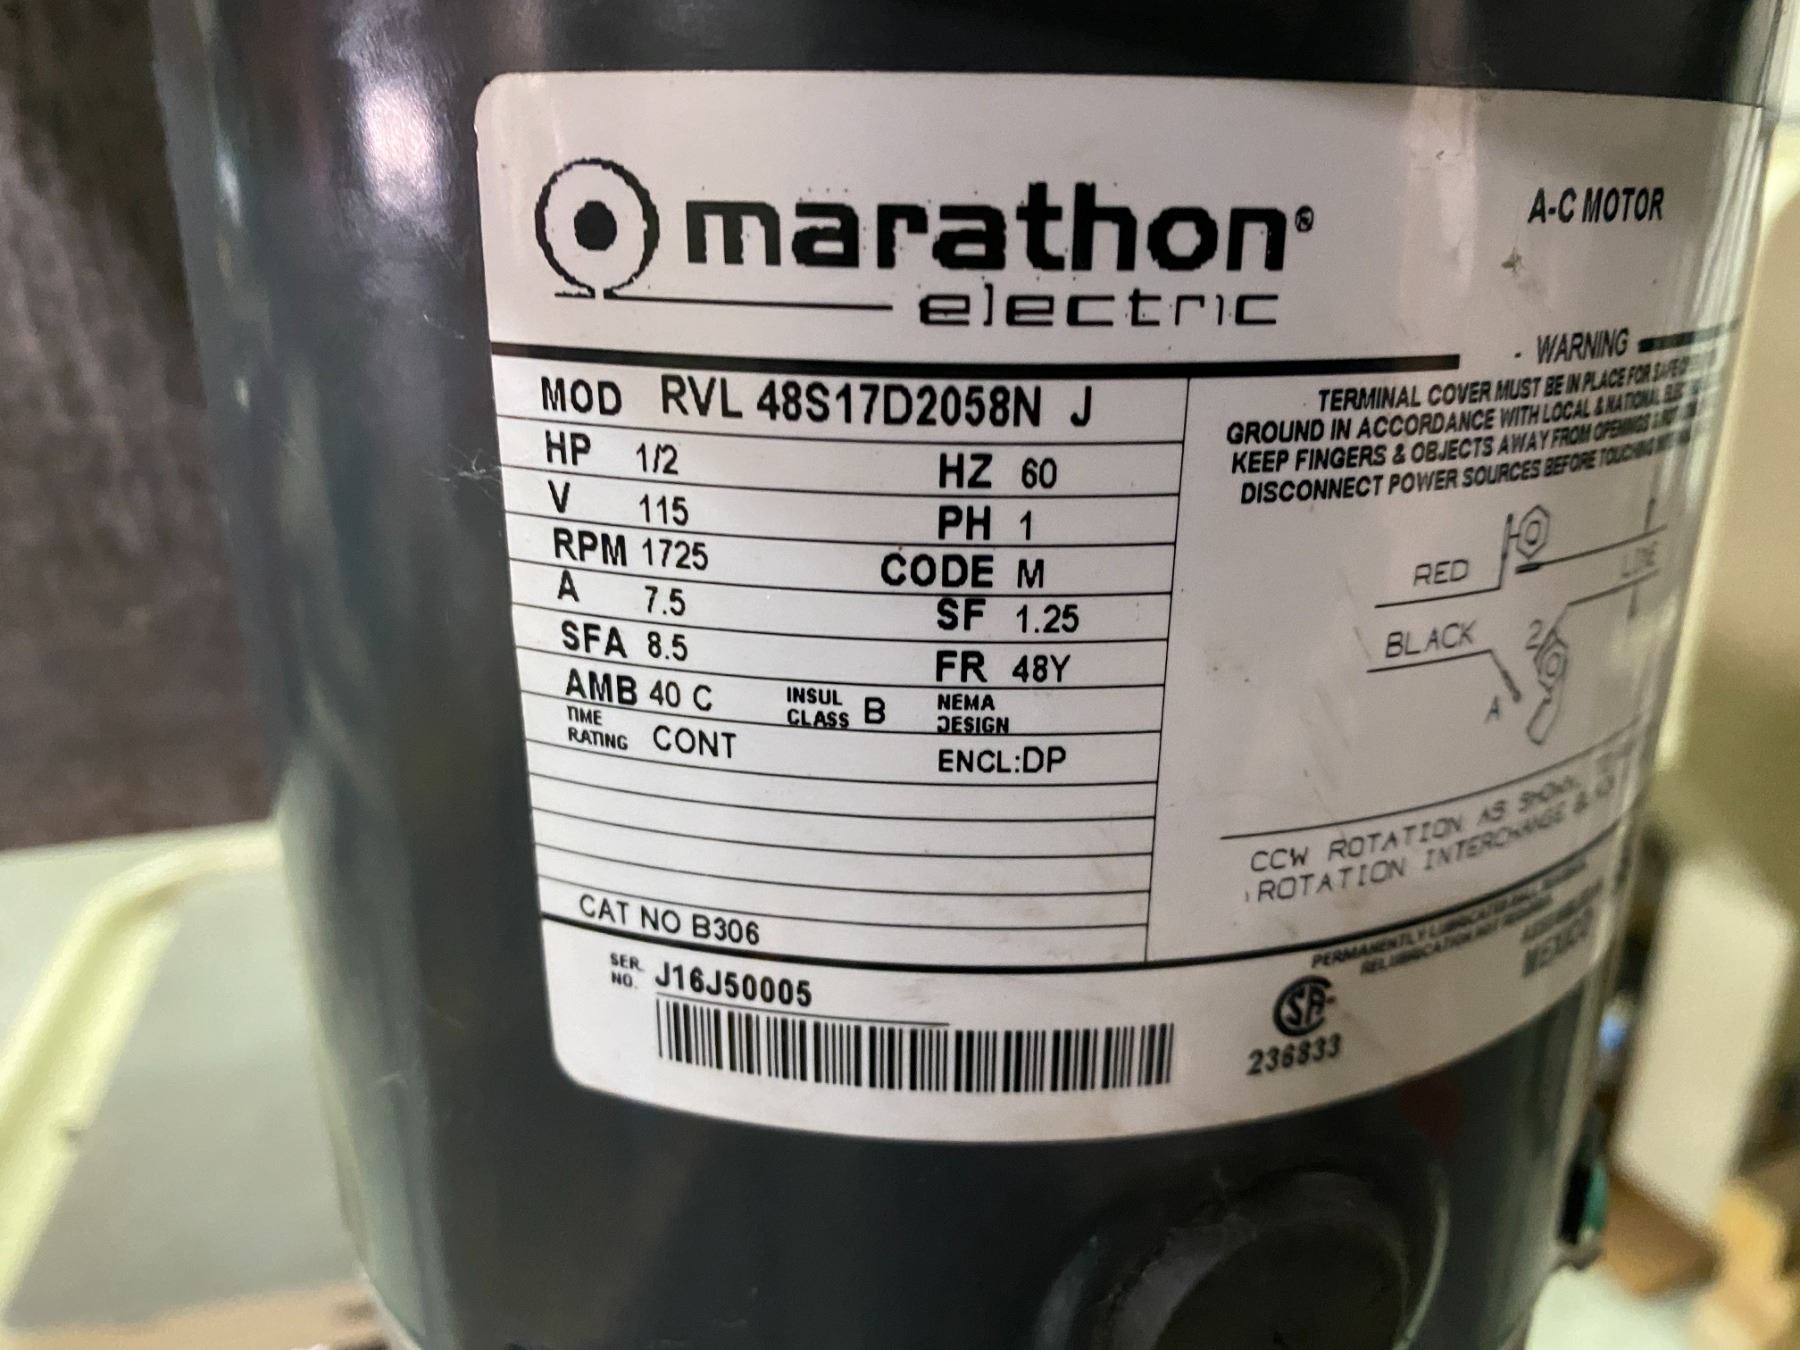 marathon®
electric
A-C MOTOR
MOD RVL 48S17D2058N J
HP 1/2 HZ 60
V 115 PH 1
RPM 1725 CODE M
A 7.5 SF 1.25
SFA 8.5 FR 48Y
AMB 40 C INSUL CLASS B NEMA DESIGN
TIME RATING CONT ENCL:DP
CAT NO B306
SER. NO. J16J50005
- WARNING
TERMINAL COVER MUST BE IN PLACE FOR
GROUND IN ACCORDANCE WITH LOCAL & NATIONAL
KEEP FINGERS & OBJECTS AWAY FROM OPENINGS
DISCONNECT POWER SOURCES BEFORE TOUCHING
RED
LINE
BLACK
2
A
CCW ROTATION AS SHOWN,
ROTATION INTERCHANGE
PERMANENTLY LUBRICATED
RELUBRICATION NOT
MEXICO
SA
236833